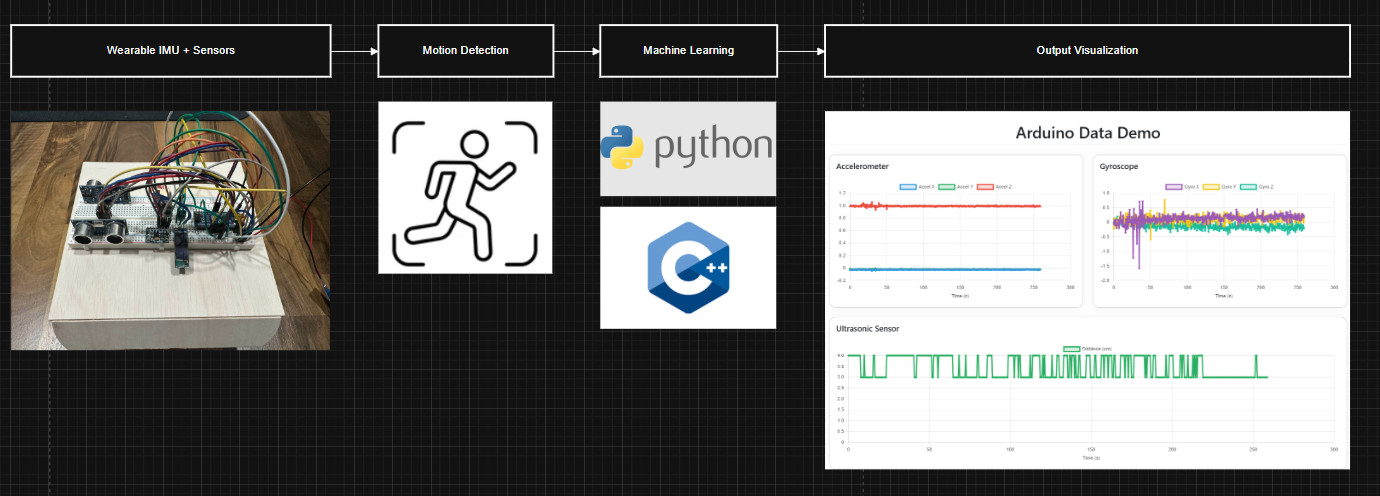 Wearable IMU + Sensors
Motion Detection
Machine Learning
Output Visualization
python
C++
Arduino Data Demo
Accelerometer
Accel X Accel Y Accel Z
1.2
1.0
0.8
0.6
0.4
0.2
0
-0.2
0 50 100 150 200 250 300
Time (s)
Gyroscope
Gyro X Gyro Y Gyro Z
1.0
0.5
0
-0.5
-1.0
-1.5
-2.0
0 50 100 150 200 250 300
Time (s)
Ultrasonic Sensor
Distance (cm)
4.0
3.5
3.0
2.5
2.0
1.5
1.0
0.5
0
0 50 100 150 200 250 300
Time (s)